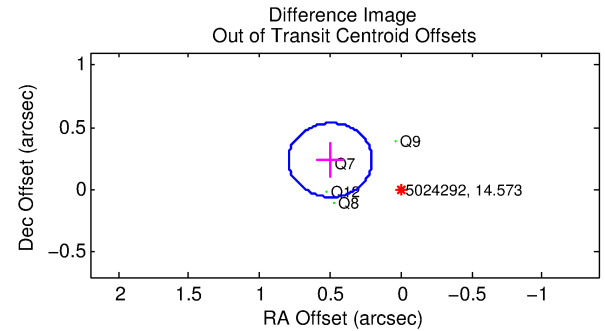 Difference Image
Out of Transit Centroid Offsets
Dec Offset (arcsec)
1
0.5
0
−0.5
Q9
Q7
Q12
Q8
5024292, 14.573
2
1.5
1
0.5
0
−0.5
−1
RA Offset (arcsec)